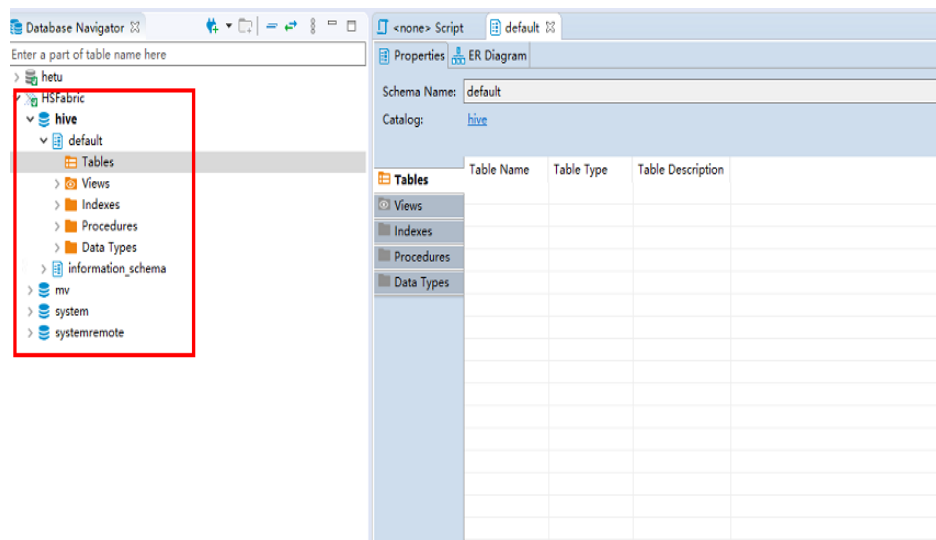 Database Navigator
Enter a part of table name here
hetu
HSFabric
hive
default
Tables
Views
Indexes
Procedures
Data Types
information_schema
mv
system
systemremote
<none> Script
default
Properties
ER Diagram
Schema Name:
default
Catalog:
hive
Tables
Views
Indexes
Procedures
Data Types
Table Name
Table Type
Table Description